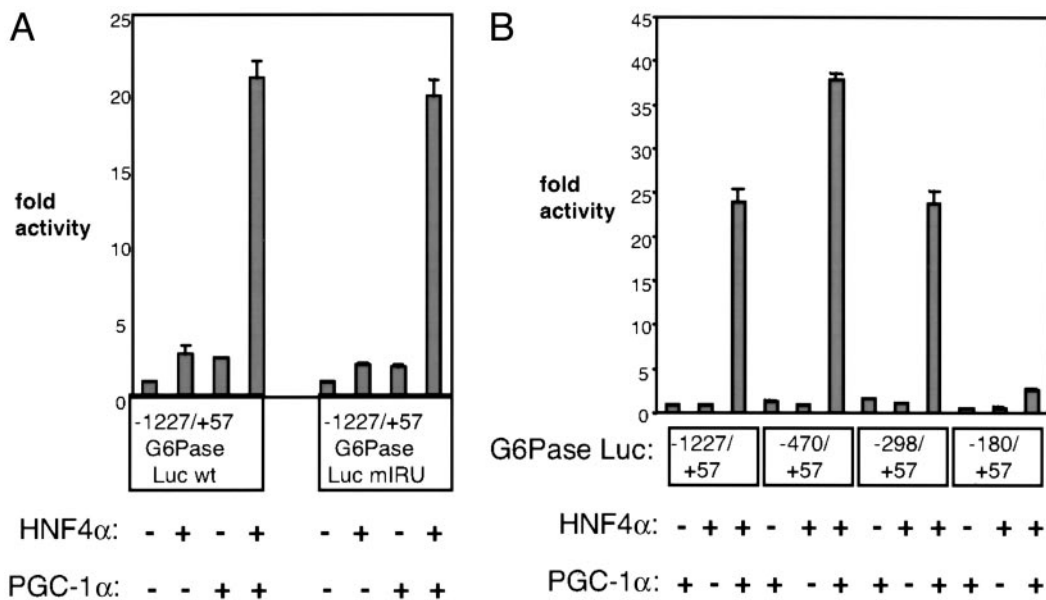 A
25
20
15
10
5
0
fold
activity
-1227/+57
G6Pase
Luc wt
-1227/+57
G6Pase
Luc mIRU
HNF4α: - + - + - + - +
PGC-1α: - - + + - - + +
B
45
40
35
30
25
20
15
10
5
0
fold
activity
G6Pase Luc:
-1227/
+57
-470/
+57
-298/
+57
-180/
+57
HNF4α: - + + - + + - + + - + +
PGC-1α: + - + + - + + - + + - +